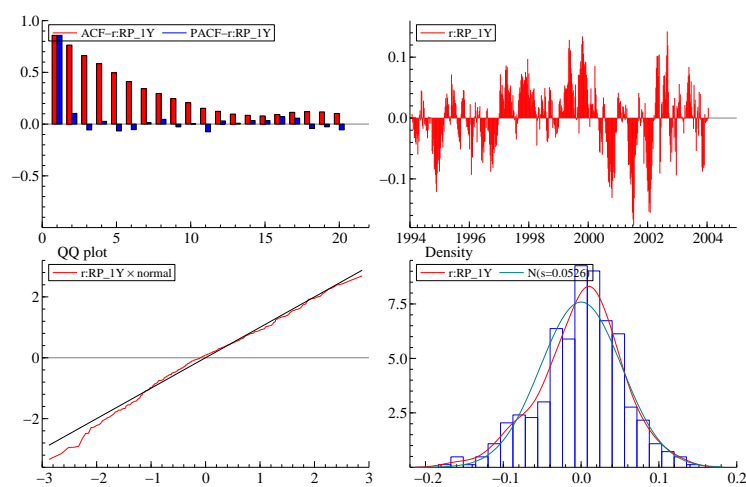 1.0
ACF-r:RP_1Y PACF-r:RP_1Y
0.5
0.0
−0.5
0 5 10 15 20
r:RP_1Y
0.1
0.0
−0.1
1994 1996 1998 2000 2002 2004
QQ plot
r:RP_1Y × normal
2
0
−2
−3 −2 −1 0 1 2 3
Density
r:RP_1Y N(s=0.0526)
7.5
5.0
2.5
−0.2 −0.1 0.0 0.1 0.2